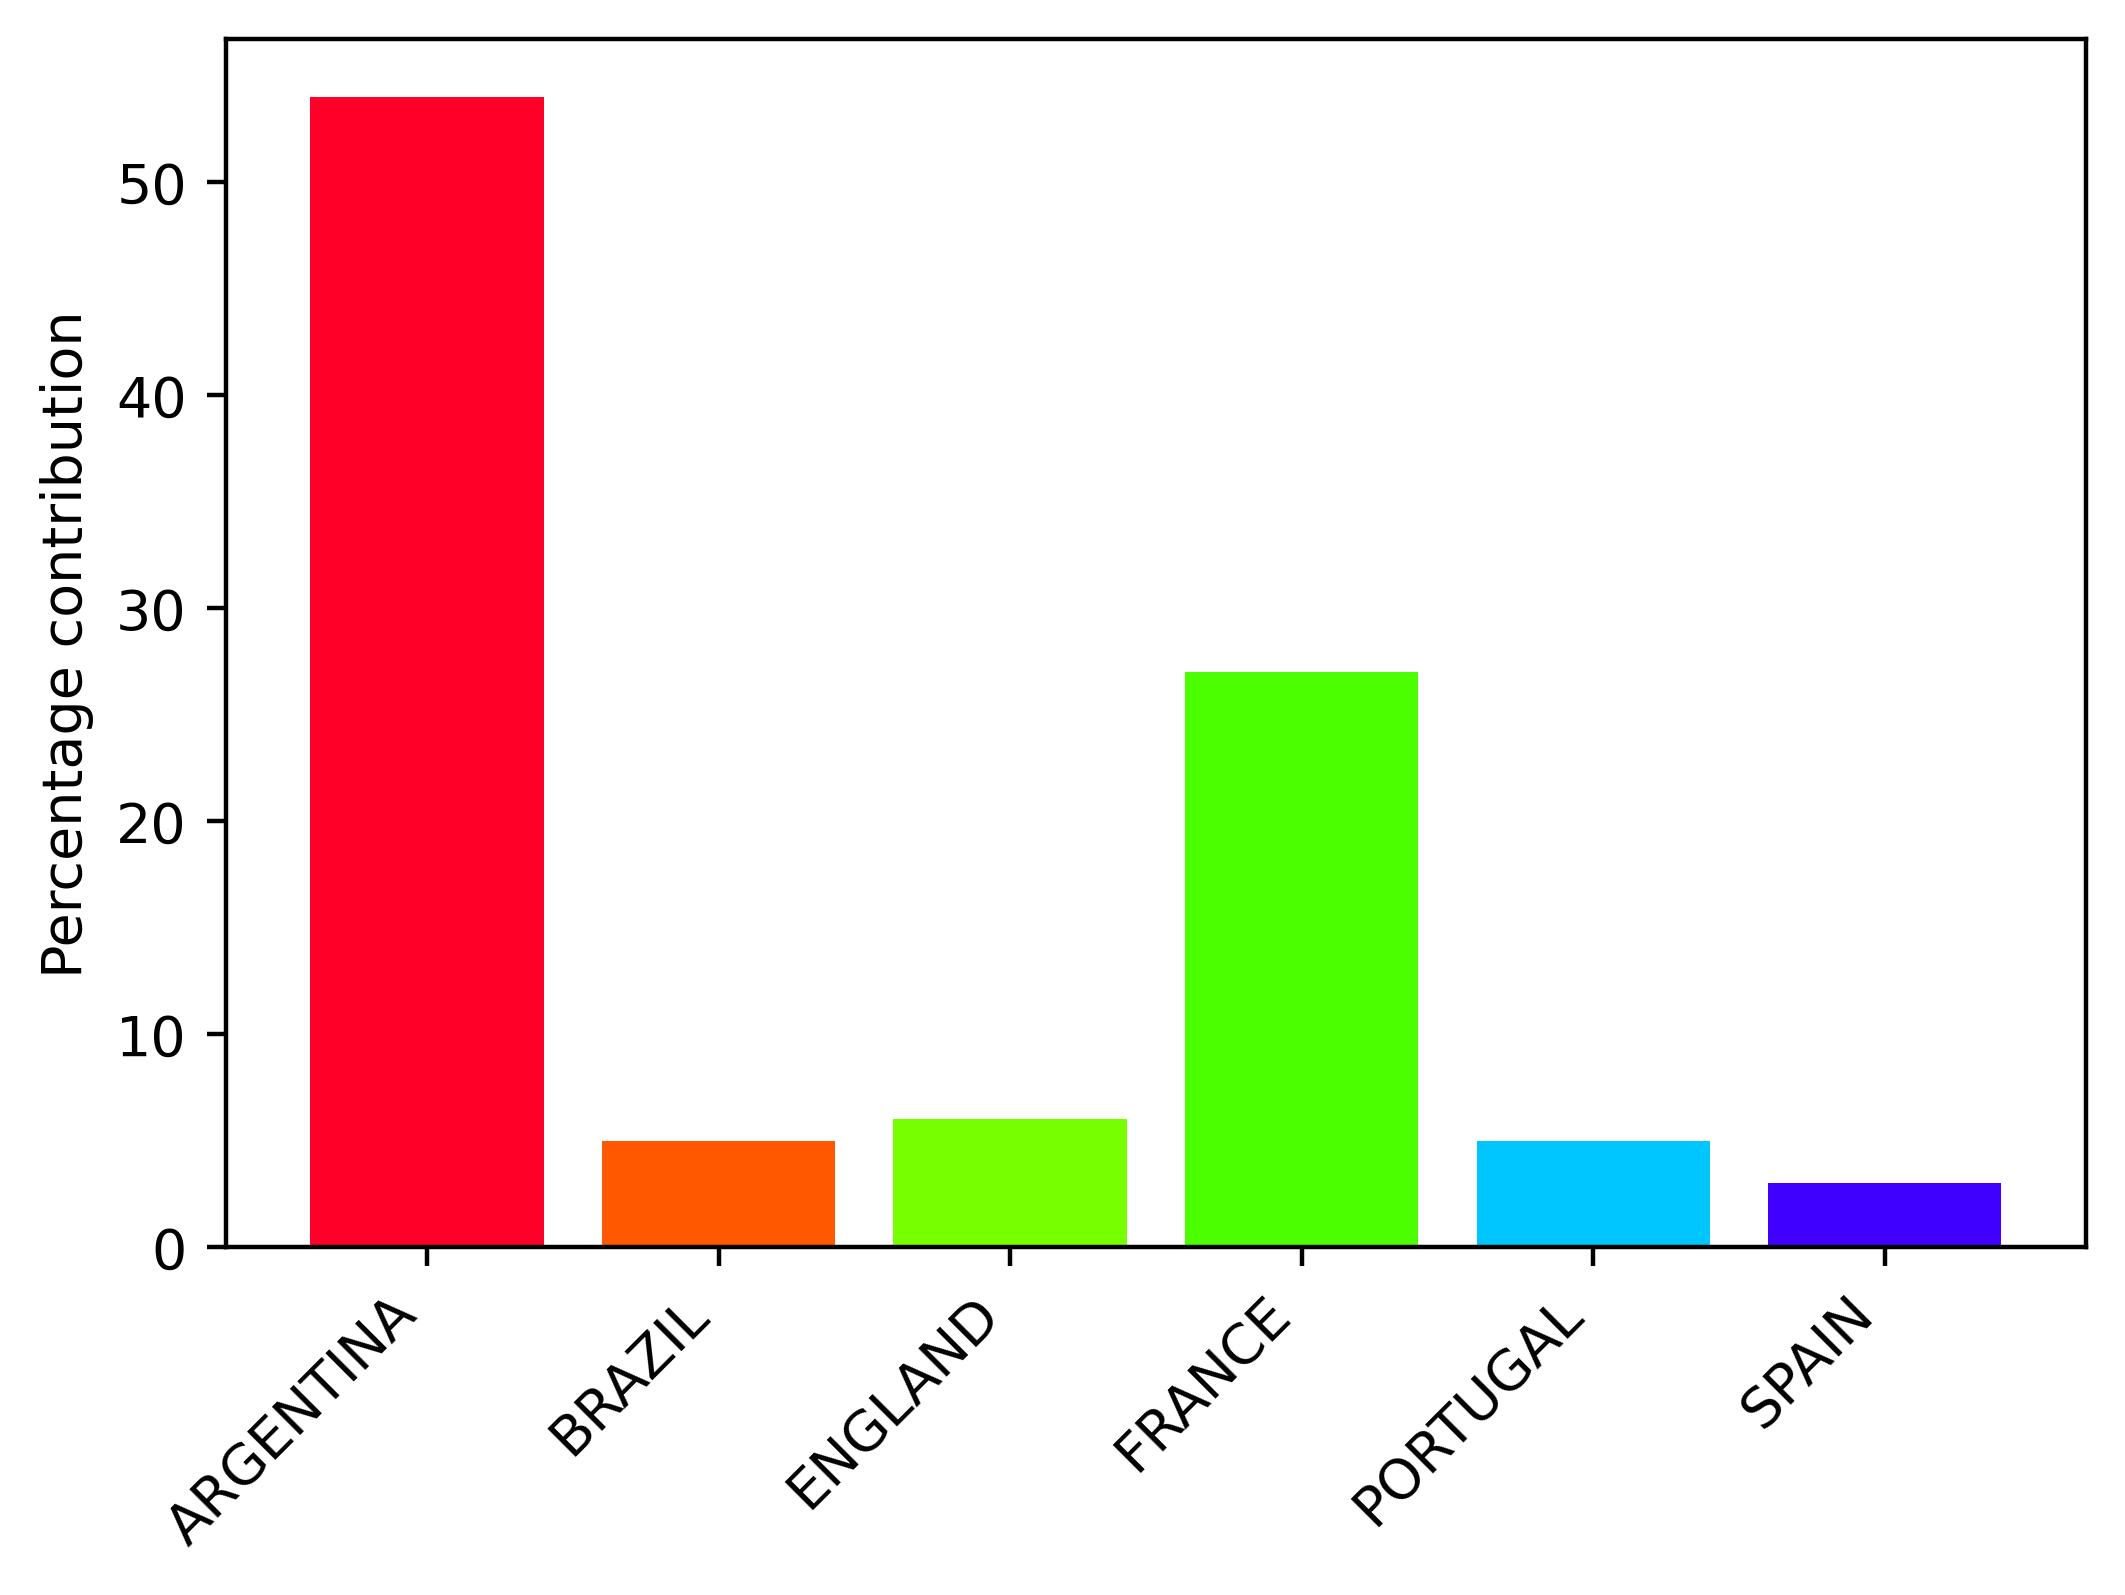 Percentage contribution
50
40
30
20
10
0
ARGENTINA
BRAZIL
ENGLAND
FRANCE
PORTUGAL
SPAIN